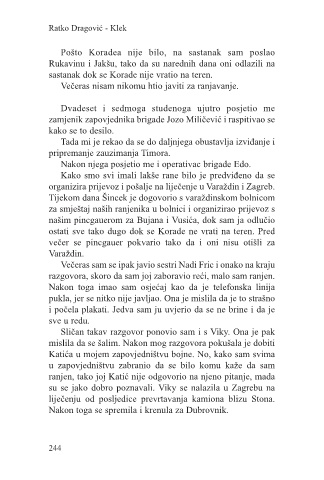 Ratko Dragović - Klek
Pošto Koradea nije bilo, na sastanak sam poslao
Rukavinu i Jakšu, tako da su narednih dana oni odlazili na
sastanak dok se Korade nije vratio na teren.
Večeras nisam nikomu htio javiti za ranjavanje.
Dvadeset i sedmoga studenoga ujutro posjetio me
zamjenik zapovjednika brigade Jozo Miličević i raspitivao se
kako se to desilo.
Tada mi je rekao da se do daljnjega obustavlja izviđanje i
pripremanje zauzimanja Timora.
Nakon njega posjetio me i operativac brigade Edo.
Kako smo svi imali lakše rane bilo je predviđeno da se
organizira prijevoz i pošalje na liječenje u Varaždin i Zagreb.
Tijekom dana Šincek je dogovorio s varaždinskom bolnicom
za smještaj naših ranjenika u bolnici i organizirao prijevoz s
našim pincgauerom za Bujana i Vusića, dok sam ja odlučio
ostati sve tako dugo dok se Korade ne vrati na teren. Pred
večer se pincgauer pokvario tako da i oni nisu otišli za
Varaždin.
Večeras sam se ipak javio sestri Nadi Fric i onako na kraju
razgovora, skoro da sam joj zaboravio reći, malo sam ranjen.
Nakon toga imao sam osjećaj kao da je telefonska linija
pukla, jer se nitko nije javljao. Ona je mislila da je to strašno
i počela plakati. Jedva sam ju uvjerio da se ne brine i da je
sve u redu.
Sličan takav razgovor ponovio sam i s Viky. Ona je pak
mislila da se šalim. Nakon mog razgovora pokušala je dobiti
Katića u mojem zapovjedništvu bojne. No, kako sam svima
u zapovjedništvu zabranio da se bilo komu kaže da sam
ranjen, tako joj Katić nije odgovorio na njeno pitanje, mada
su se jako dobro poznavali. Viky se nalazila u Zagrebu na
liječenju od posljedice prevrtavanja kamiona blizu Stona.
Nakon toga se spremila i krenula za Dubrovnik.
244